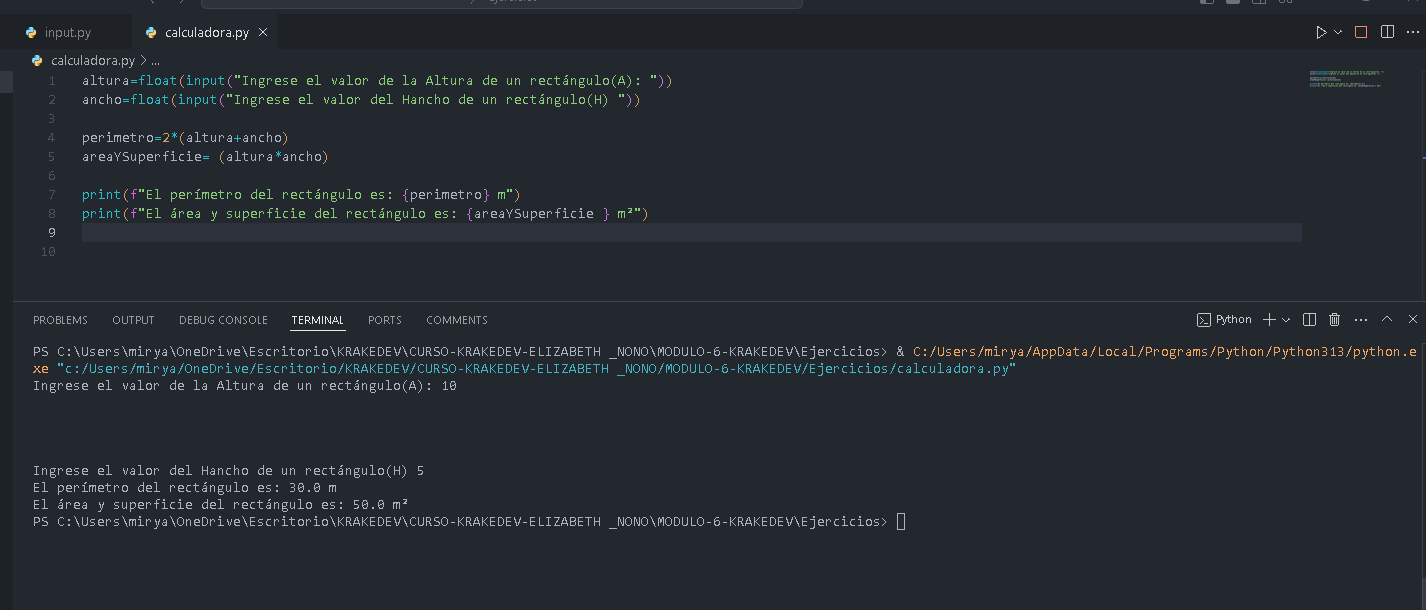 input.py calculadora.py
calculadora.py > ...
1 altura=float(input("Ingrese el valor de la Altura de un rectángulo(A): "))
2 ancho=float(input("Ingrese el valor del Hancho de un rectángulo(H) "))
3
4 perimetro=2*(altura+ancho)
5 areaYSuperficie= (altura*ancho)
6
7 print(f"El perímetro del rectángulo es: {perimetro} m")
8 print(f"El área y superficie del rectángulo es: {areaYSuperficie } m²")
9
10
PROBLEMS OUTPUT DEBUG CONSOLE TERMINAL PORTS COMMENTS Python
PS C:\Users\mirya\OneDrive\Escritorio\KRAKEDEV\CURSO-KRAKEDEV-ELIZABETH _NONO\MODULO-6-KRAKEDEV\Ejercicios> & C:/Users/mirya/AppData/Local/Programs/Python/Python313/python.e
xe "c:/Users/mirya/OneDrive/Escritorio/KRAKEDEV/CURSO-KRAKEDEV-ELIZABETH _NONO/MODULO-6-KRAKEDEV/Ejercicios/calculadora.py"
Ingrese el valor de la Altura de un rectángulo(A): 10
Ingrese el valor del Hancho de un rectángulo(H) 5
El perímetro del rectángulo es: 30.0 m
El área y superficie del rectángulo es: 50.0 m²
PS C:\Users\mirya\OneDrive\Escritorio\KRAKEDEV\CURSO-KRAKEDEV-ELIZABETH _NONO\MODULO-6-KRAKEDEV\Ejercicios>